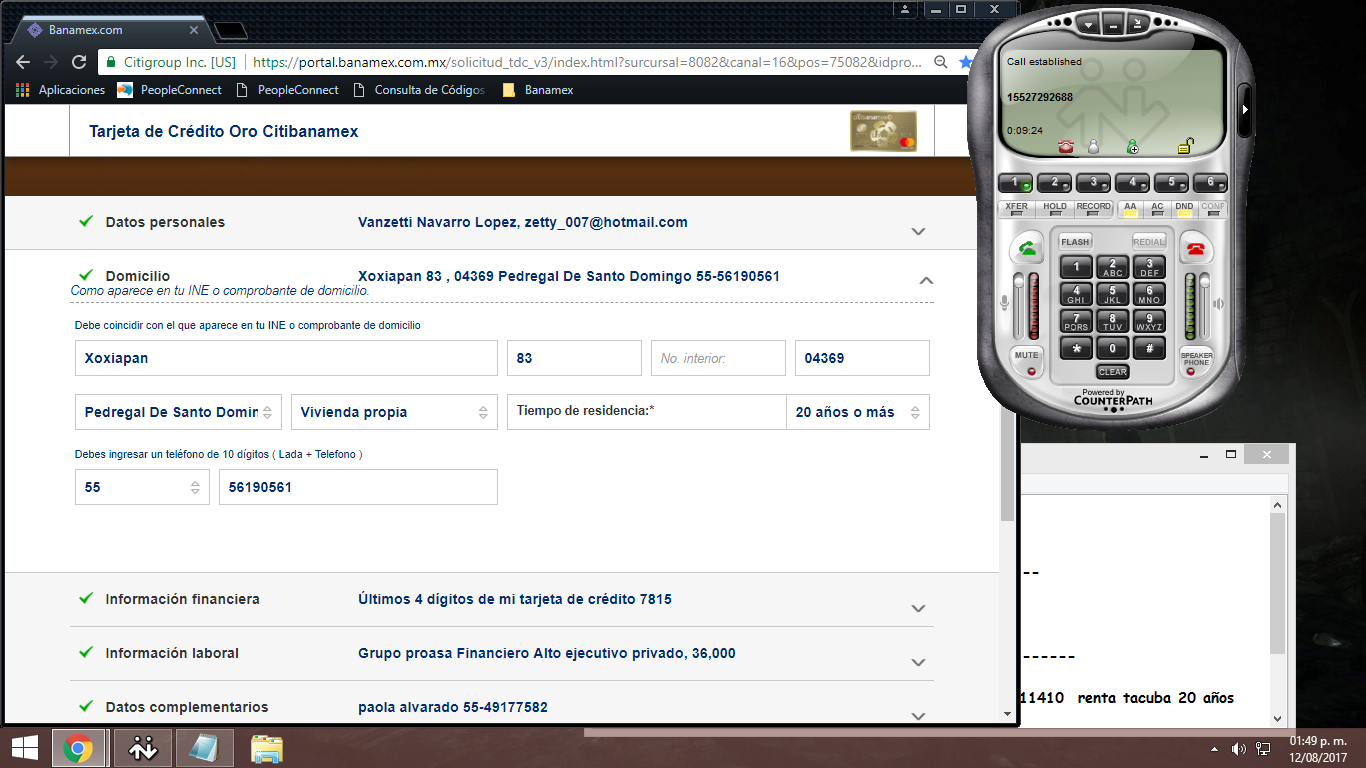 Banamex.com
Citigroup Inc. [US] https://portal.banamex.com.mx/solicitud_tdc_v3/index.html?surcursal=8082&canal=16&pos=75082&idpro...
Aplicaciones PeopleConnect PeopleConnect Consulta de Códigos Banamex
Tarjeta de Crédito Oro Citibanamex
Datos personales Vanzetti Navarro Lopez, zetty_007@hotmail.com
Domicilio Xoxiapan 83 , 04369 Pedregal De Santo Domingo 55-56190561
Como aparece en tu INE o comprobante de domicilio.
Debe coincidir con el que aparece en tu INE o comprobante de domicilio
Xoxiapan 83 No. interior: 04369
Pedregal De Santo Domin Vivienda propia Tiempo de residencia:* 20 años o más
Debes ingresar un teléfono de 10 dígitos ( Lada + Telefono )
55 56190561
Información financiera Últimos 4 dígitos de mi tarjeta de crédito 7815
Información laboral Grupo proasa Financiero Alto ejecutivo privado, 36,000
Datos complementarios paola alvarado 55-49177582
Call established
15527292688
0:09:24
1 2 3 4 5 6
XFER HOLD RECORD AA AC DND CONF
FLASH REDIAL
1 2 ABC 3 DEF
4 GHI 5 JKL 6 MNO
7 PQRS 8 TUV 9 WXYZ
* 0 #
MUTE CLEAR SPEAKER PHONE
Powered by
COUNTERPATH
--
------
11410 renta tacuba 20 años
01:49 p. m.
12/08/2017